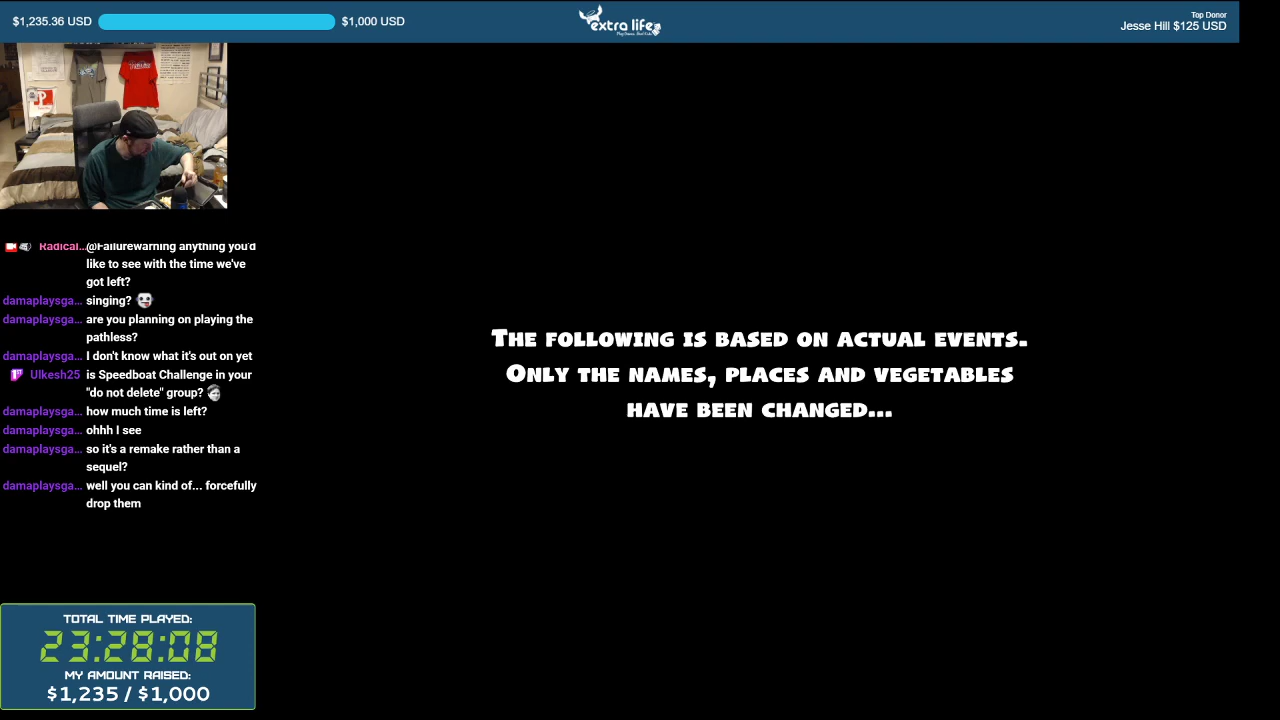 $1,235.36 USD $1,000 USD
extra life
Top Donor
Jesse Hill $125 USD
Radical... @Failurewarning anything you'd
like to see with the time we've
got left?
damaplaysga... singing?
damaplaysga... are you planning on playing the
pathless?
damaplaysga... I don't know what it's out on yet
Ulkesh25 is Speedboat Challenge in your
"do not delete" group?
damaplaysga... how much time is left?
damaplaysga... ohhh I see
damaplaysga... so it's a remake rather than a
sequel?
damaplaysga... well you can kind of... forcefully
drop them
The following is based on actual events.
Only the names, places and vegetables
have been changed...
TOTAL TIME PLAYED:
23:28:08
MY AMOUNT RAISED:
$1,235 / $1,000